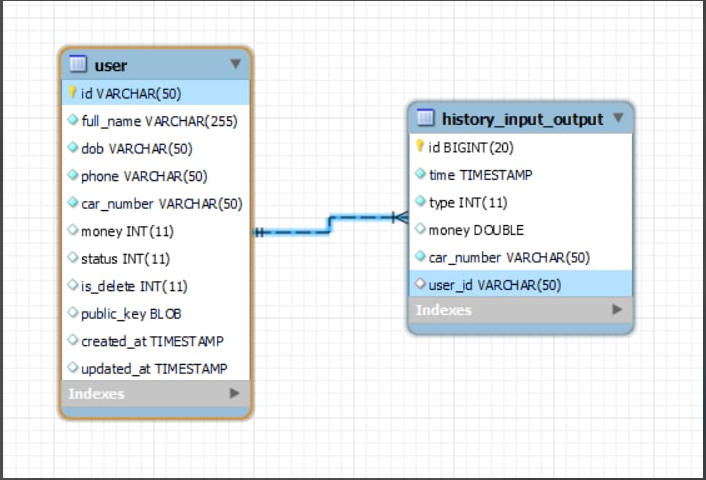 user
id VARCHAR(50)
full_name VARCHAR(255)
dob VARCHAR(50)
phone VARCHAR(50)
car_number VARCHAR(50)
money INT(11)
status INT(11)
is_delete INT(11)
public_key BLOB
created_at TIMESTAMP
updated_at TIMESTAMP
Indexes
history_input_output
id BIGINT(20)
time TIMESTAMP
type INT(11)
money DOUBLE
car_number VARCHAR(50)
user_id VARCHAR(50)
Indexes